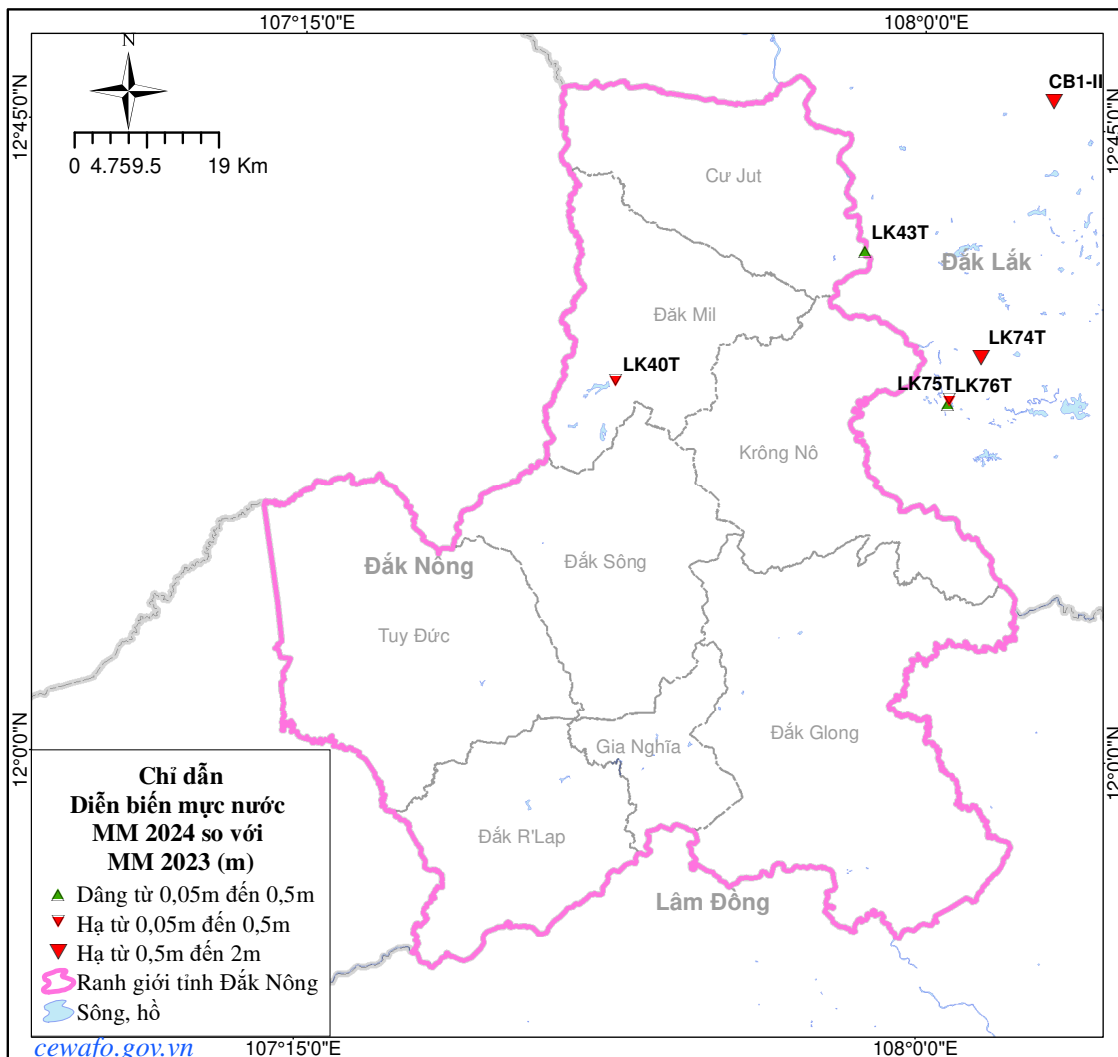 107°15'0"E
108°0'0"E
N
CB1-II
12°45'0"N
12°45'0"N
0 4.759.5 19 Km
Cư Jut
LK43T
Đắk Lắk
Đăk Mil
LK74T
LK40T
LK75T
LK76T
Krông Nô
Đắk Nông
Đắk Sông
Tuy Đức
Đắk Glong
Gia Nghĩa
12°0'0"N
12°0'0"N
Đắk R'Lap
Lâm Đồng
Chỉ dẫn
Diễn biến mực nước
MM 2024 so với
MM 2023 (m)
Dâng từ 0,05m đến 0,5m
Hạ từ 0,05m đến 0,5m
Hạ từ 0,5m đến 2m
Ranh giới tỉnh Đắk Nông
Sông, hồ
cewafo.gov.vn
107°15'0"E
108°0'0"E